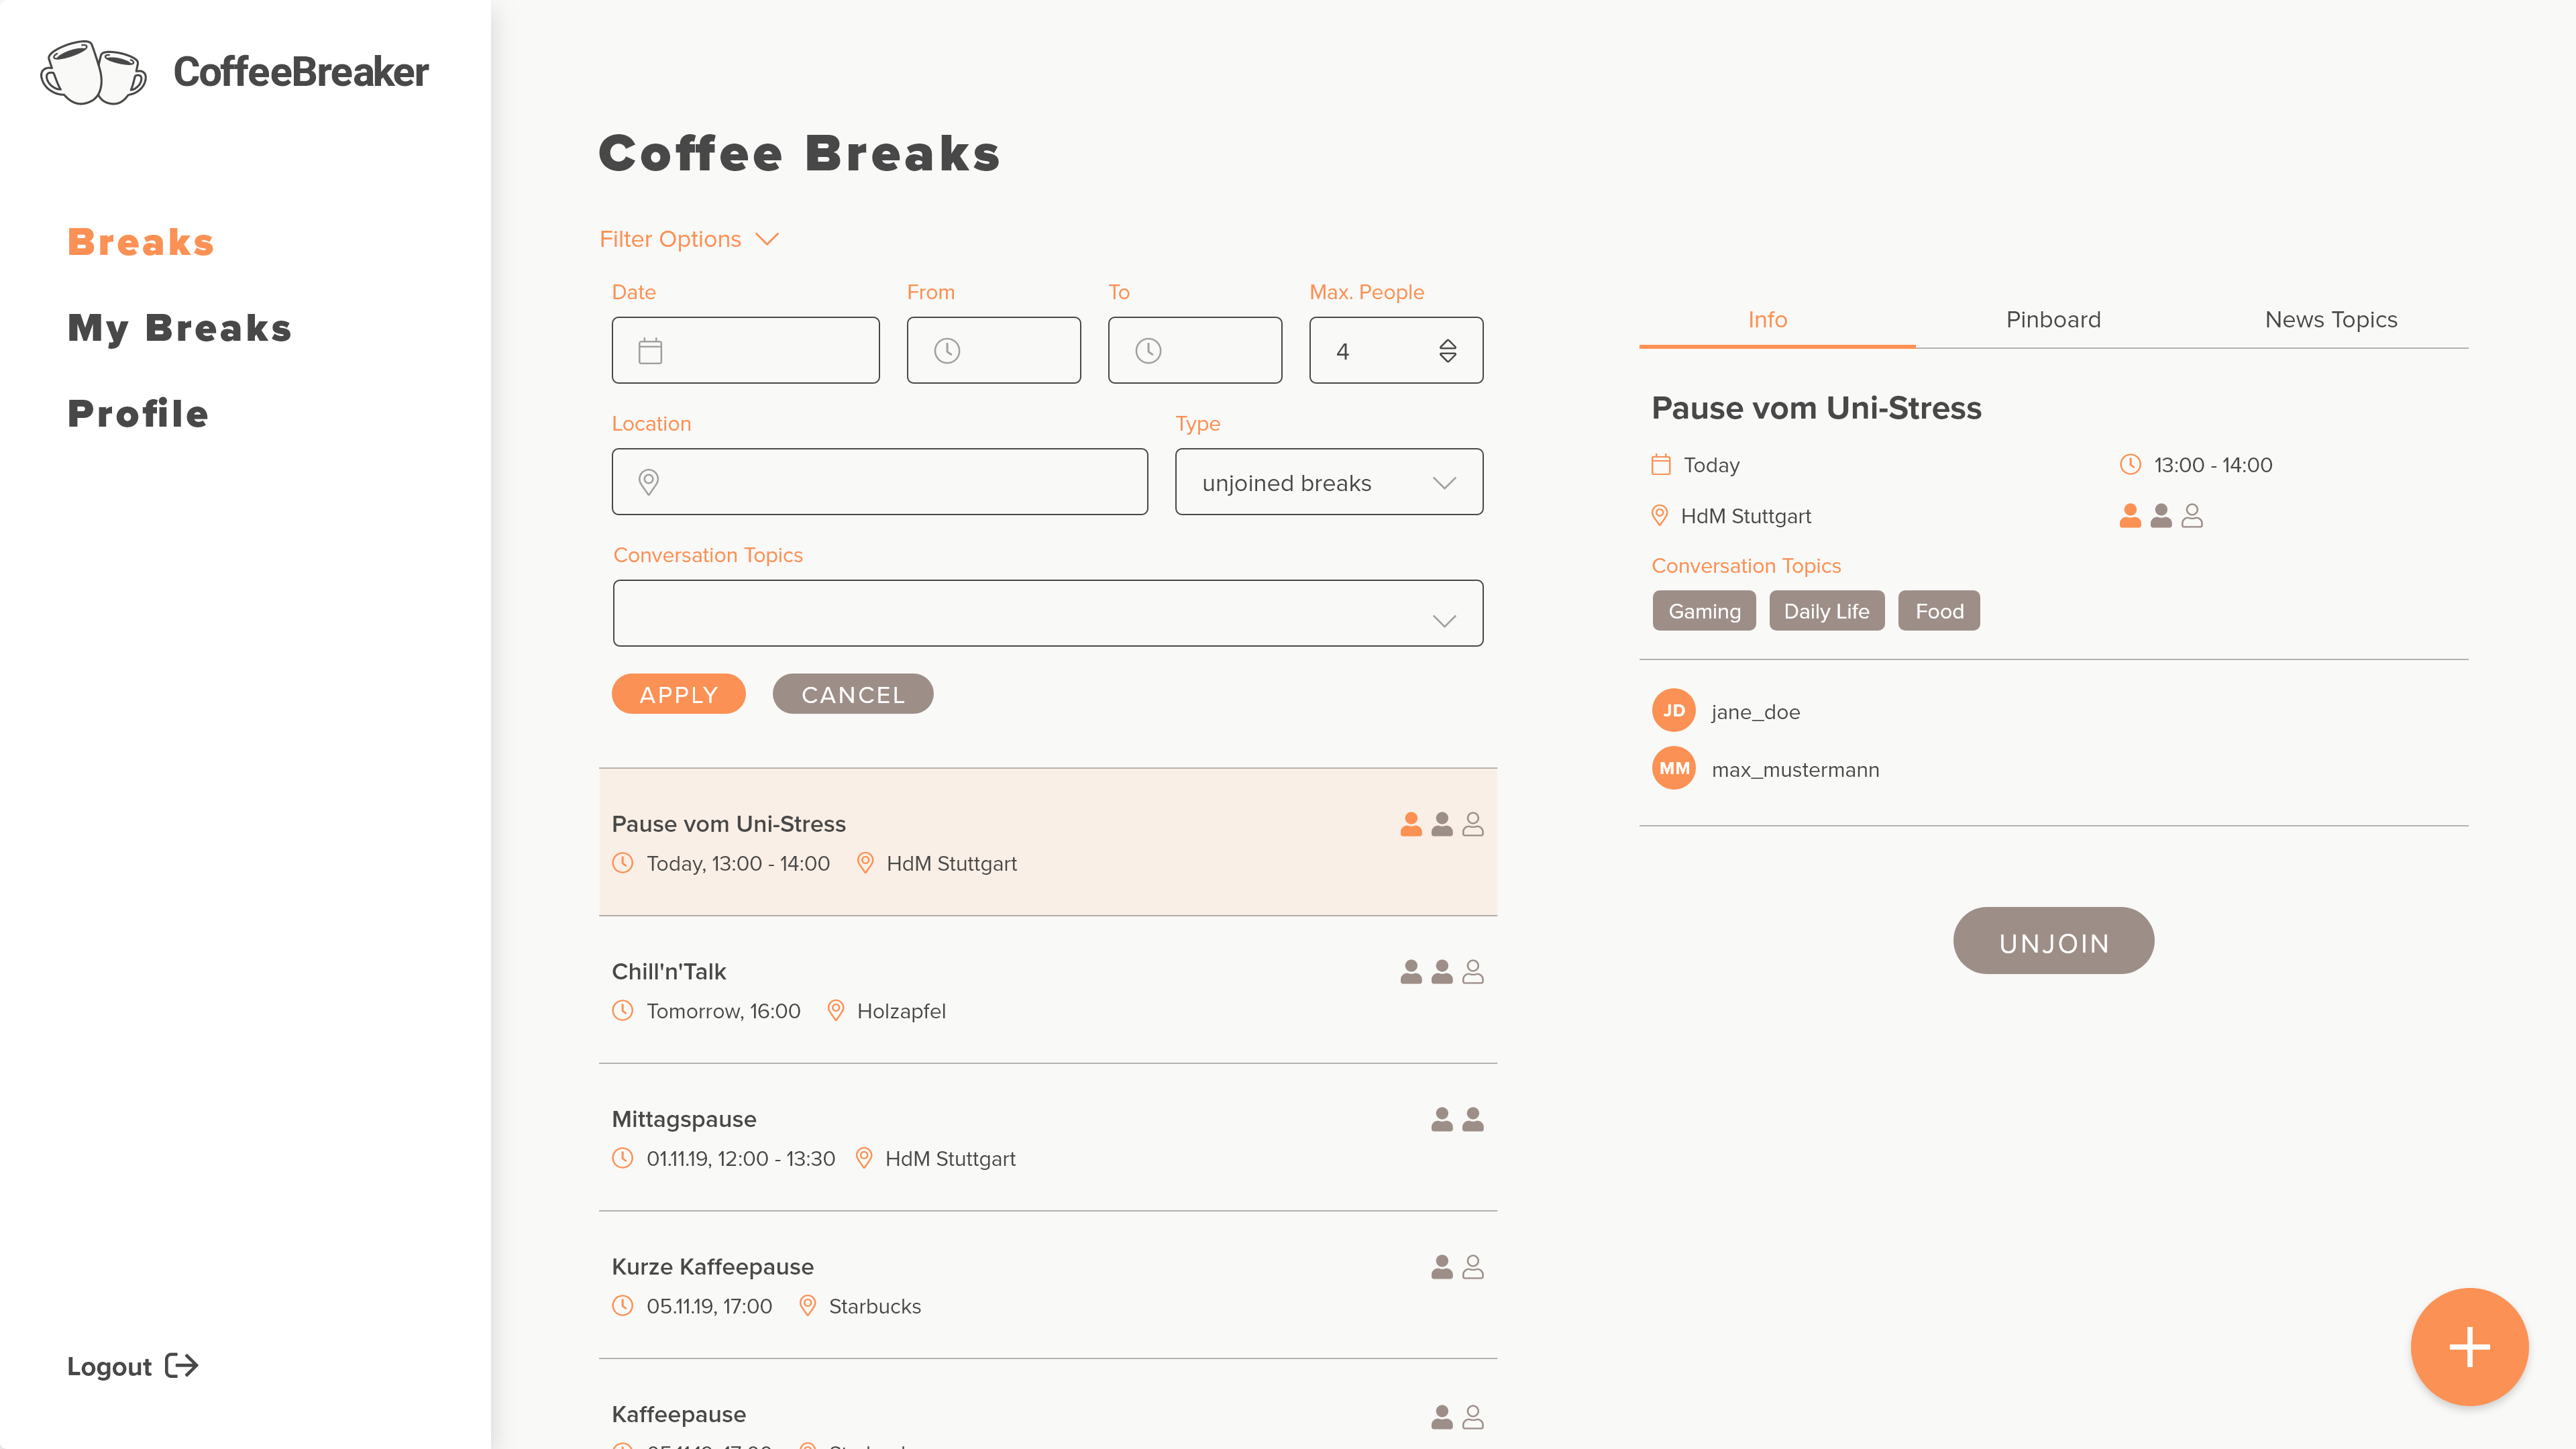 CoffeeBreaker
Breaks
My Breaks
Profile
Logout
Coffee Breaks
Filter Options
Date From To Max. People
4
Location Type
unjoined breaks
Conversation Topics
APPLY CANCEL
Pause vom Uni-Stress
Today, 13:00 - 14:00 HdM Stuttgart
Chill'n'Talk
Tomorrow, 16:00 Holzapfel
Mittagspause
01.11.19, 12:00 - 13:30 HdM Stuttgart
Kurze Kaffeepause
05.11.19, 17:00 Starbucks
Kaffeepause
Info Pinboard News Topics
Pause vom Uni-Stress
Today 13:00 - 14:00
HdM Stuttgart
Conversation Topics
Gaming Daily Life Food
JD jane_doe
MM max_mustermann
UNJOIN